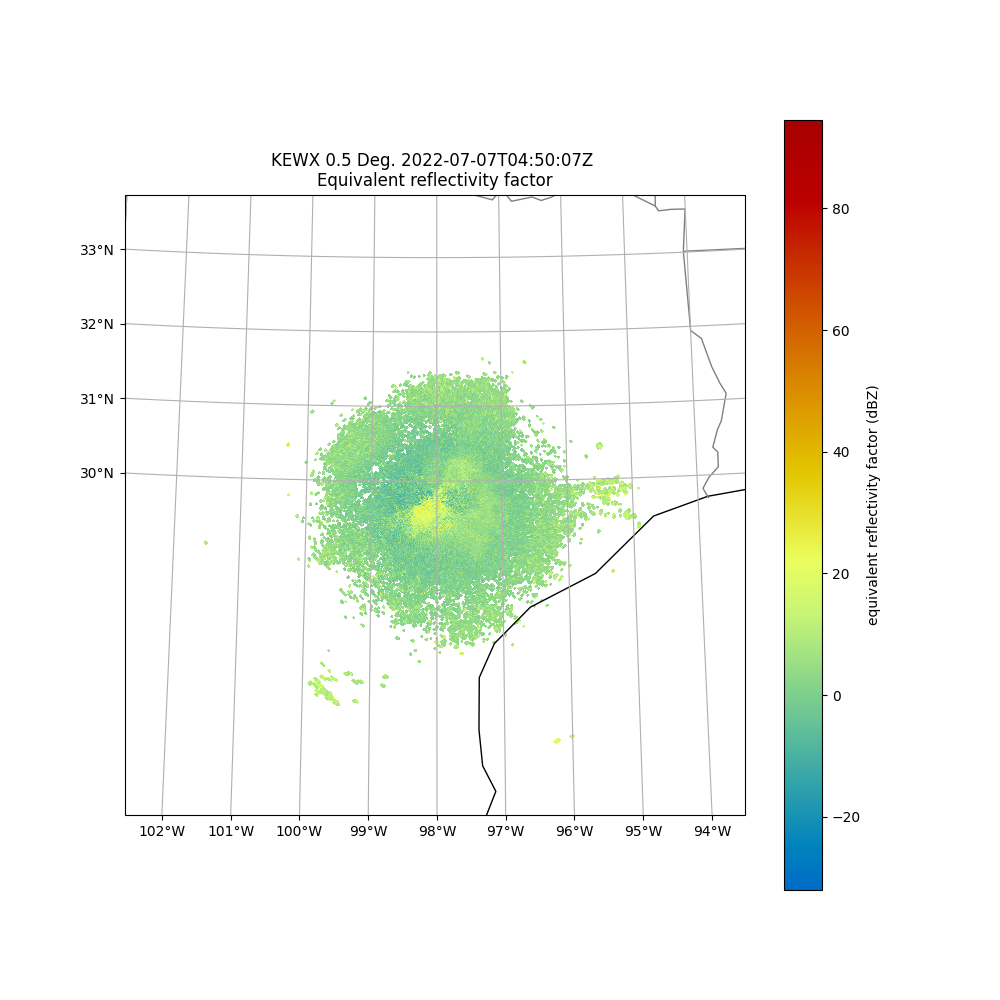 KEWX 0.5 Deg. 2022-07-07T04:50:07Z
Equivalent reflectivity factor
33°N
32°N
31°N
30°N
102°W
101°W
100°W
99°W
98°W
97°W
96°W
95°W
94°W
80
60
40
20
0
−20
equivalent reflectivity factor (dBZ)